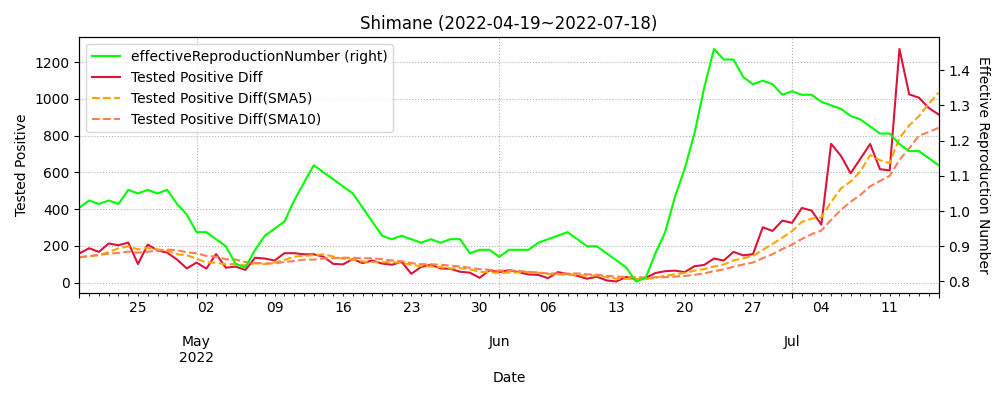 Shimane (2022-04-19~2022-07-18)
effectiveReproductionNumber (right)
Tested Positive Diff
Tested Positive Diff(SMA5)
Tested Positive Diff(SMA10)
Tested Positive
1200
1000
800
600
400
200
0
1.4
1.3
1.2
1.1
1.0
0.9
0.8
Effective Reproduction Number
25 02 09 16 23 30 06 13 20 27 04 11
May Jun Jul
2022
Date